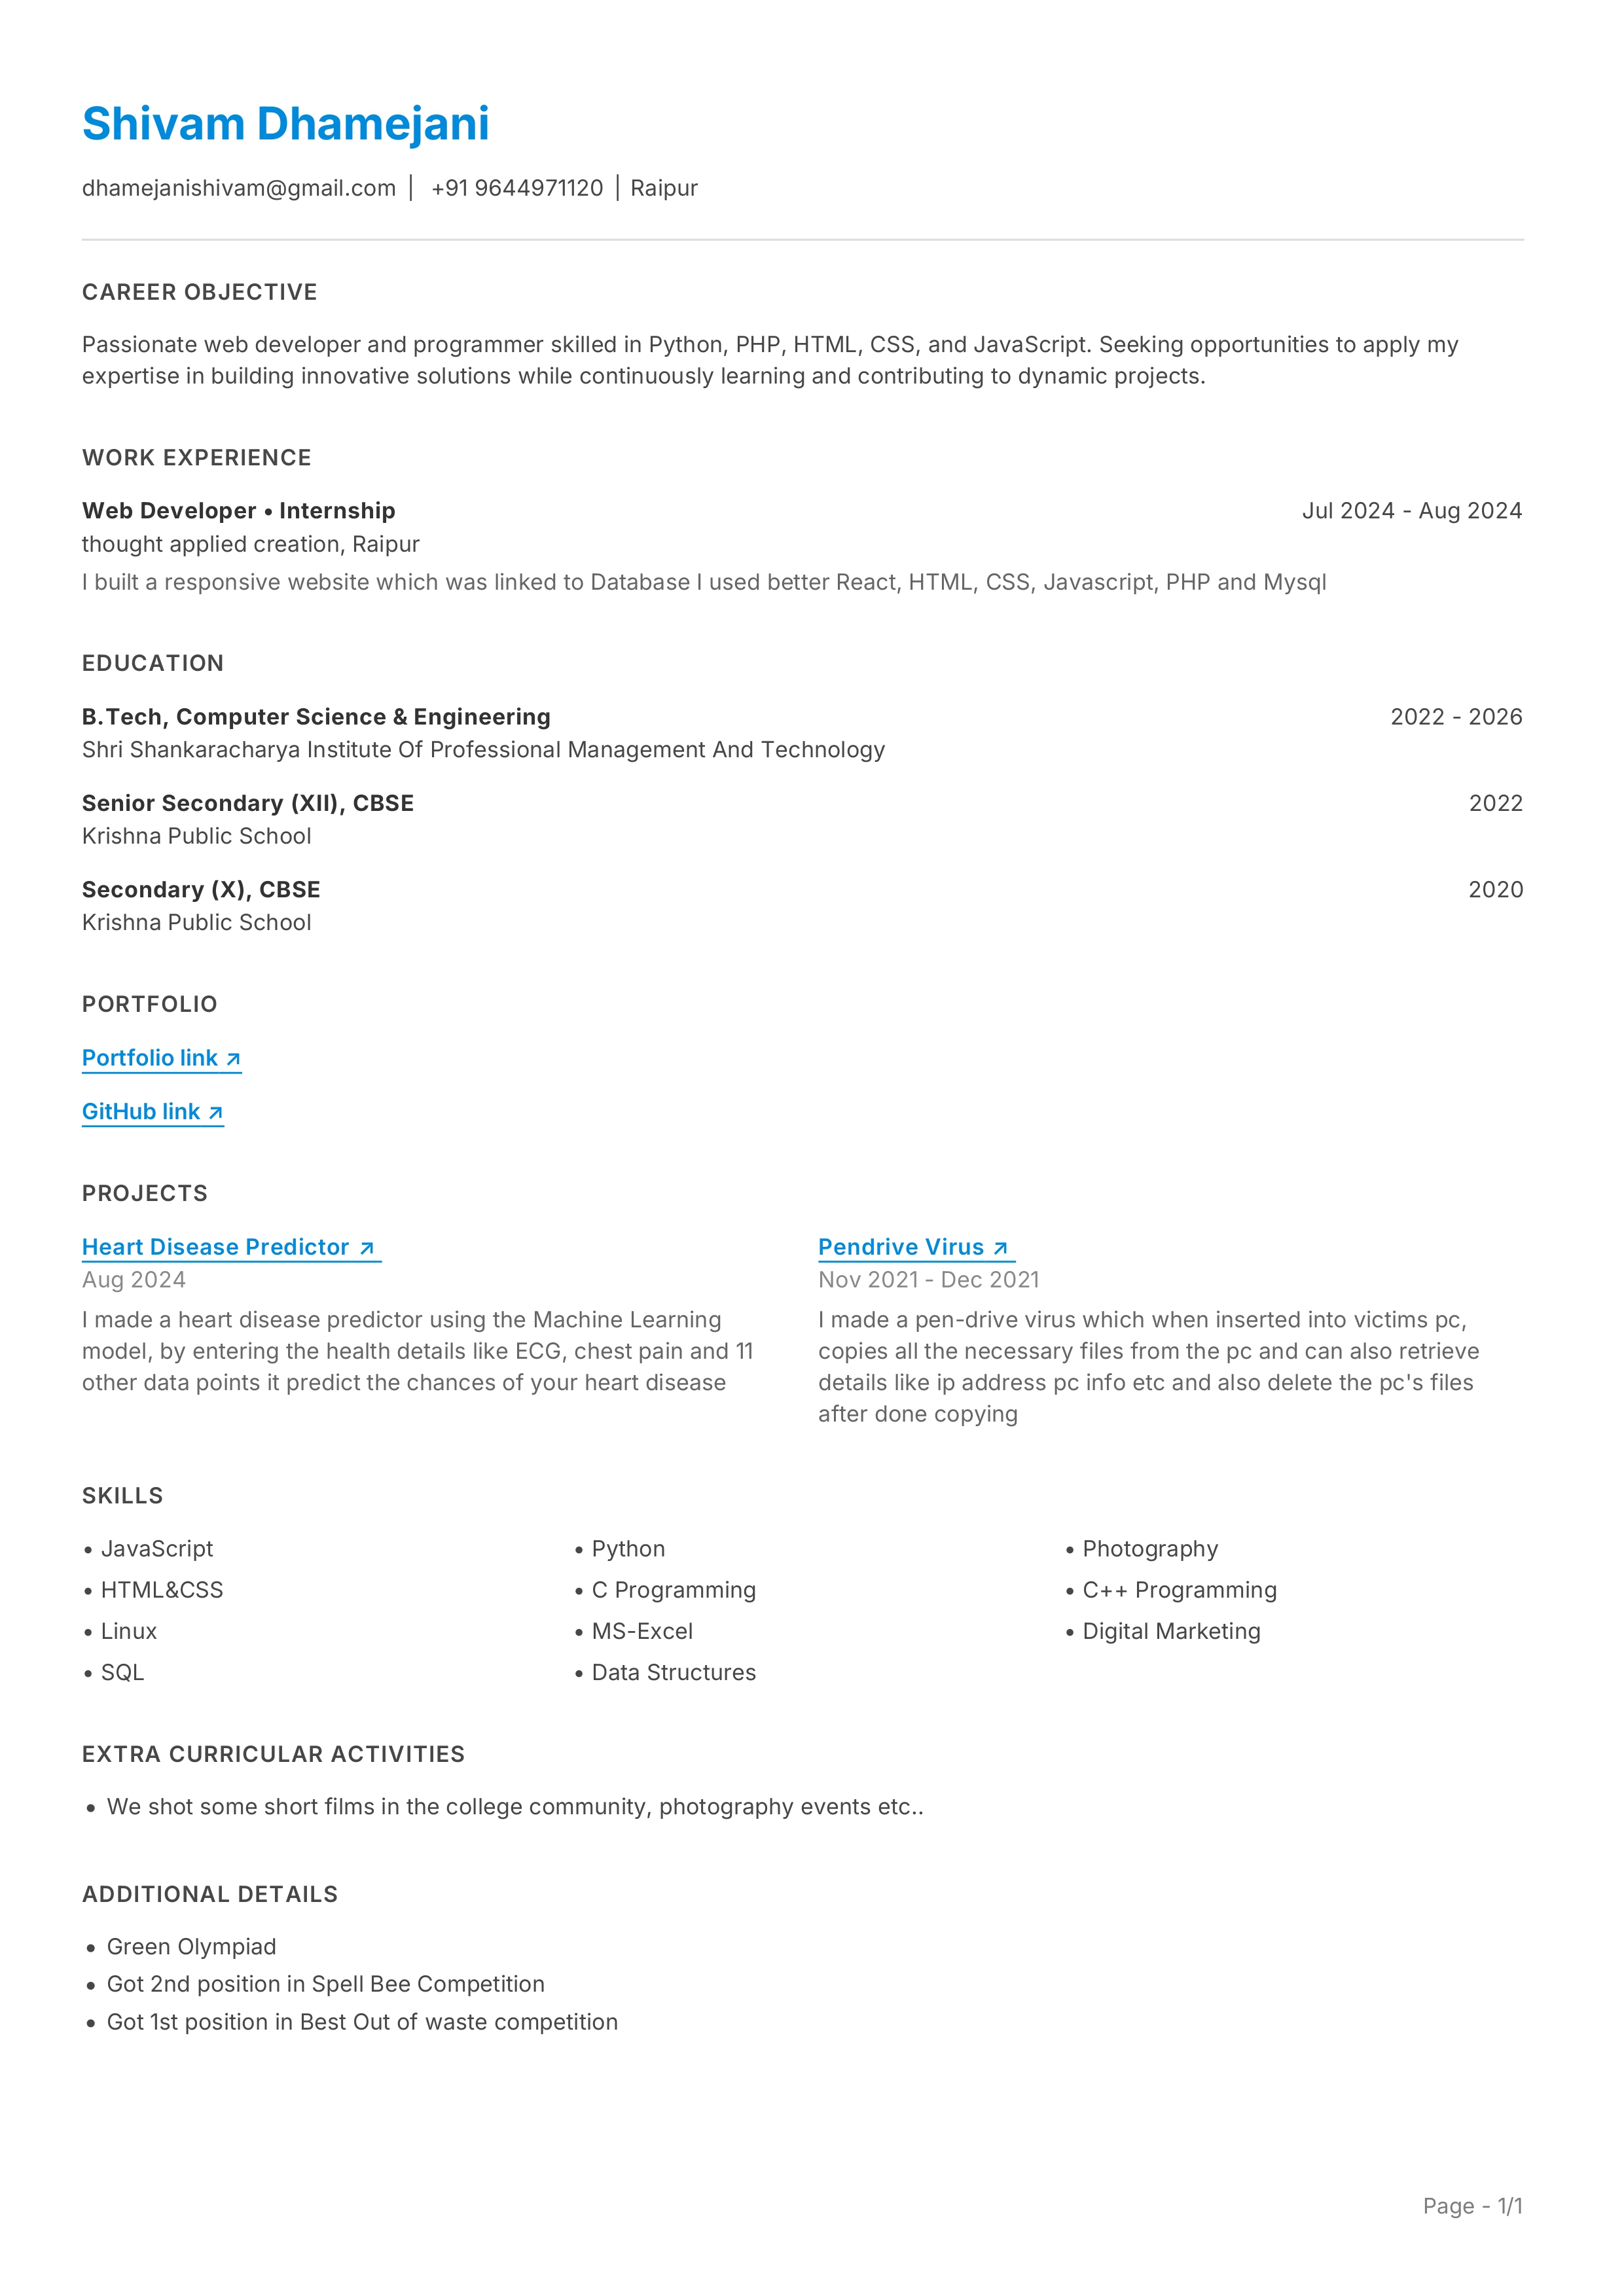 Shivam Dhamejani
dhamejanishivam@gmail.com | +91 9644971120 | Raipur
CAREER OBJECTIVE
Passionate web developer and programmer skilled in Python, PHP, HTML, CSS, and JavaScript. Seeking opportunities to apply my
expertise in building innovative solutions while continuously learning and contributing to dynamic projects.
WORK EXPERIENCE
Web Developer • Internship Jul 2024 - Aug 2024
thought applied creation, Raipur
I built a responsive website which was linked to Database I used better React, HTML, CSS, Javascript, PHP and Mysql
EDUCATION
B.Tech, Computer Science & Engineering 2022 - 2026
Shri Shankaracharya Institute Of Professional Management And Technology
Senior Secondary (XII), CBSE 2022
Krishna Public School
Secondary (X), CBSE 2020
Krishna Public School
PORTFOLIO
Portfolio link ↗
GitHub link ↗
PROJECTS
Heart Disease Predictor ↗
Aug 2024
I made a heart disease predictor using the Machine Learning
model, by entering the health details like ECG, chest pain and 11
other data points it predict the chances of your heart disease
Pendrive Virus ↗
Nov 2021 - Dec 2021
I made a pen-drive virus which when inserted into victims pc,
copies all the necessary files from the pc and can also retrieve
details like ip address pc info etc and also delete the pc's files
after done copying
SKILLS
• JavaScript • Python • Photography
• HTML&CSS • C Programming • C++ Programming
• Linux • MS-Excel • Digital Marketing
• SQL • Data Structures
EXTRA CURRICULAR ACTIVITIES
• We shot some short films in the college community, photography events etc..
ADDITIONAL DETAILS
• Green Olympiad
• Got 2nd position in Spell Bee Competition
• Got 1st position in Best Out of waste competition
Page - 1/1